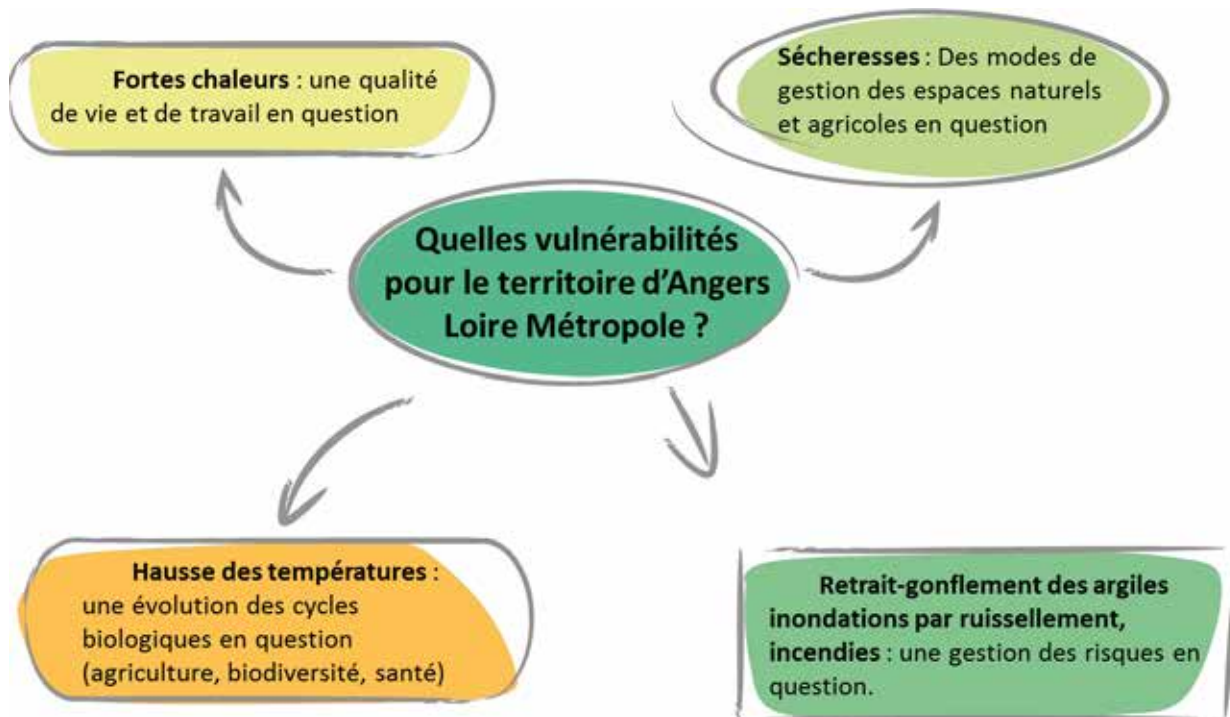 Fortes chaleurs : une qualité
de vie et de travail en question
Sécheresses : Des modes de
gestion des espaces naturels
et agricoles en question
Quelles vulnérabilités
pour le territoire d'Angers
Loire Métropole ?
Hausse des températures :
une évolution des cycles
biologiques en question
(agriculture, biodiversité, santé)
Retrait-gonflement des argiles
inondations par ruissellement,
incendies : une gestion des risques en
question.